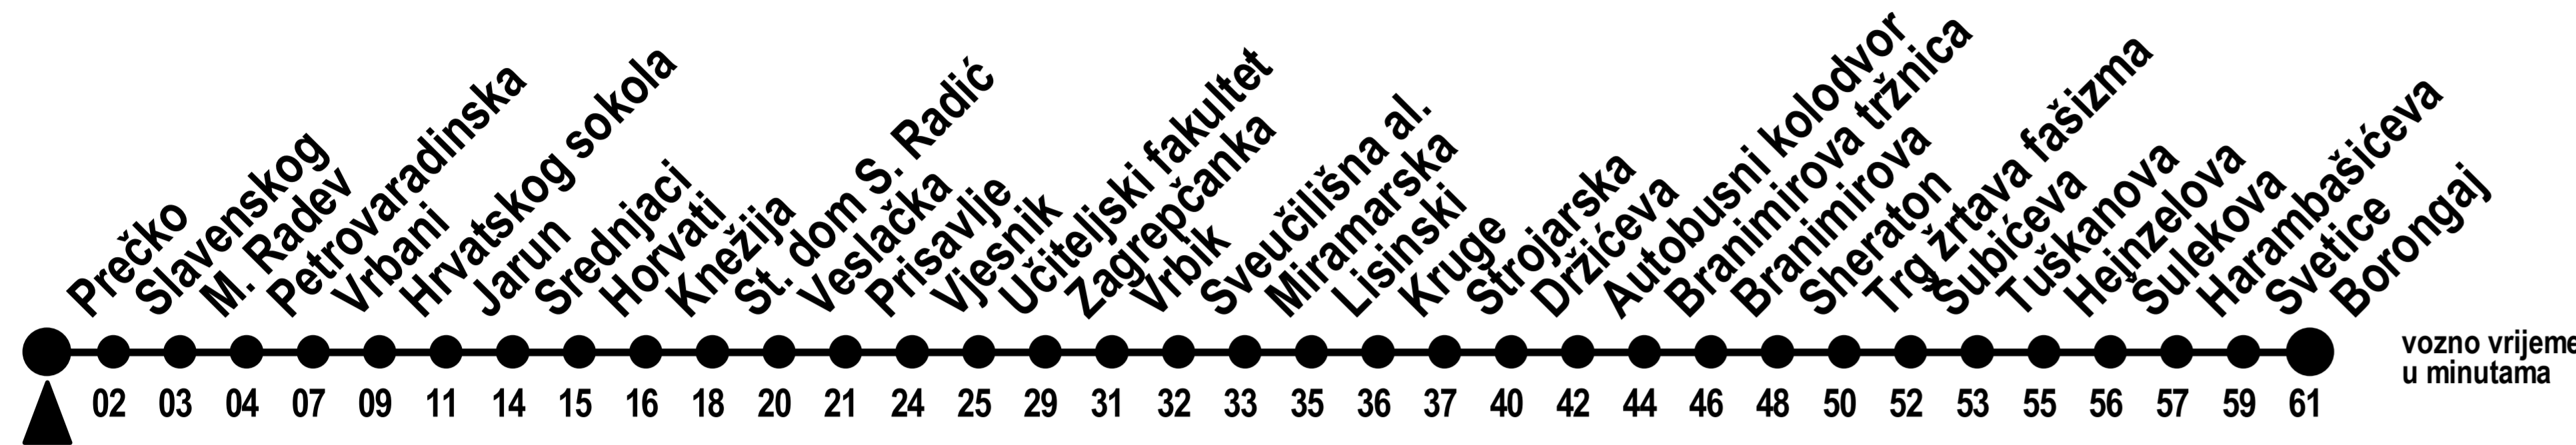 Prečko
Slavenskog
M. Radev
Petrovaradinska
Vrbani
Hrvatskog sokola
Jarun
Srednjaci
Horvati
Knežija
St. dom S. Radić
Veslačka
Prisavlje
Vjesnik
Učiteljski fakultet
Zagrepčanka
Vrbik
Sveučilišna al.
Miramarska
Lisinski
Kruge
Strojarska
Držićeva
Autobusni kolodvor
Branimirova tržnica
Branimirova
Sheraton
Trg žrtava fašizma
Šubićeva
Tuškanova
Heinzelova
Šulekova
Harambašićeva
Svetice
Borongaj
02 03 04 07 09 11 14 15 16 18 20 21 24 25 29 31 32 33 35 36 37 40 42 44 46 48 50 52 53 55 56 57 59 61
vozno vrijeme
u minutama